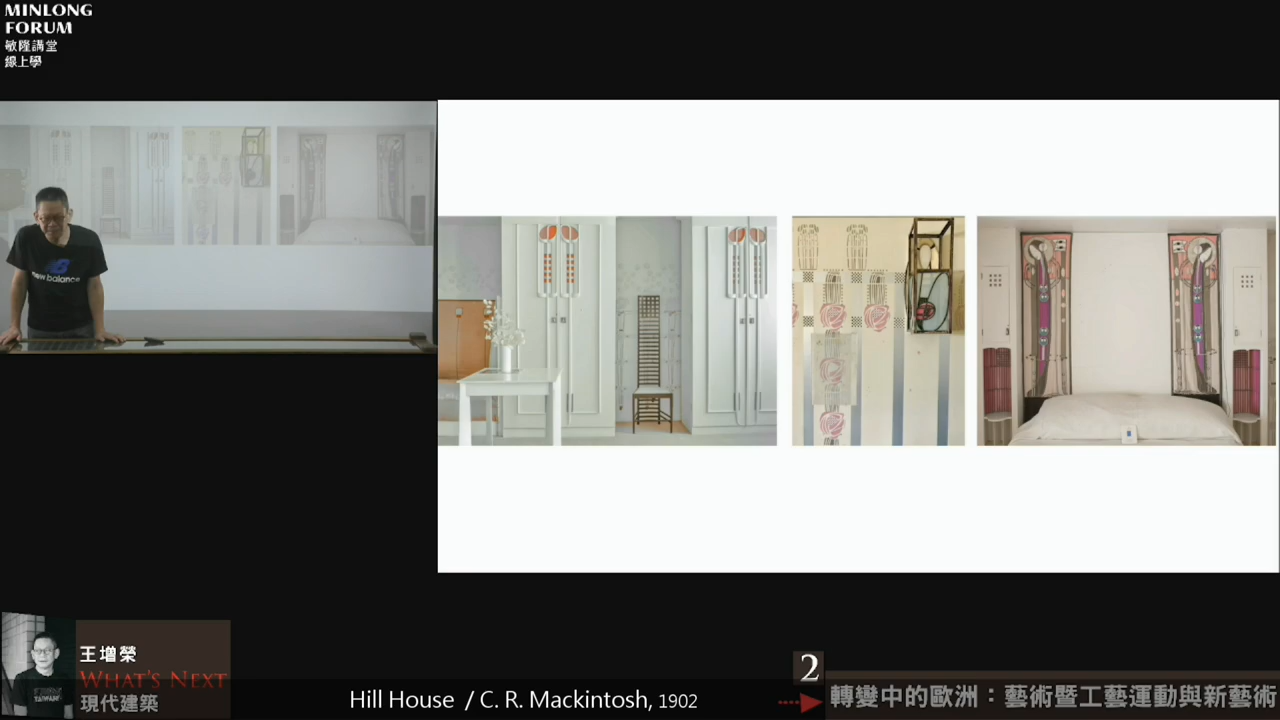 MINLONG
FORUM
敏隆講堂
線上學
new balance
王增榮
WHAT'S NEXT
現代建築
Hill House / C. R. Mackintosh, 1902
2
轉變中的歐洲：藝術暨工藝運動與新藝術